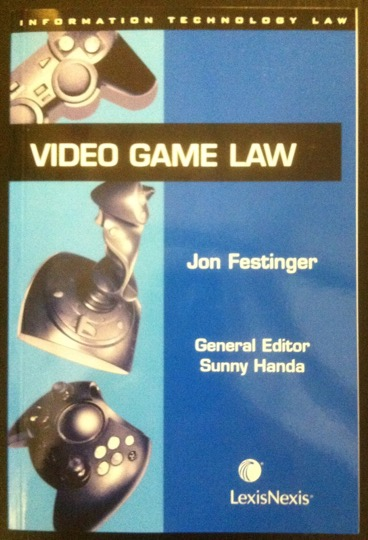 INFORMATION TECHNOLOGY LAW
VIDEO GAME LAW
Jon Festinger
General Editor
Sunny Handa
LexisNexis®